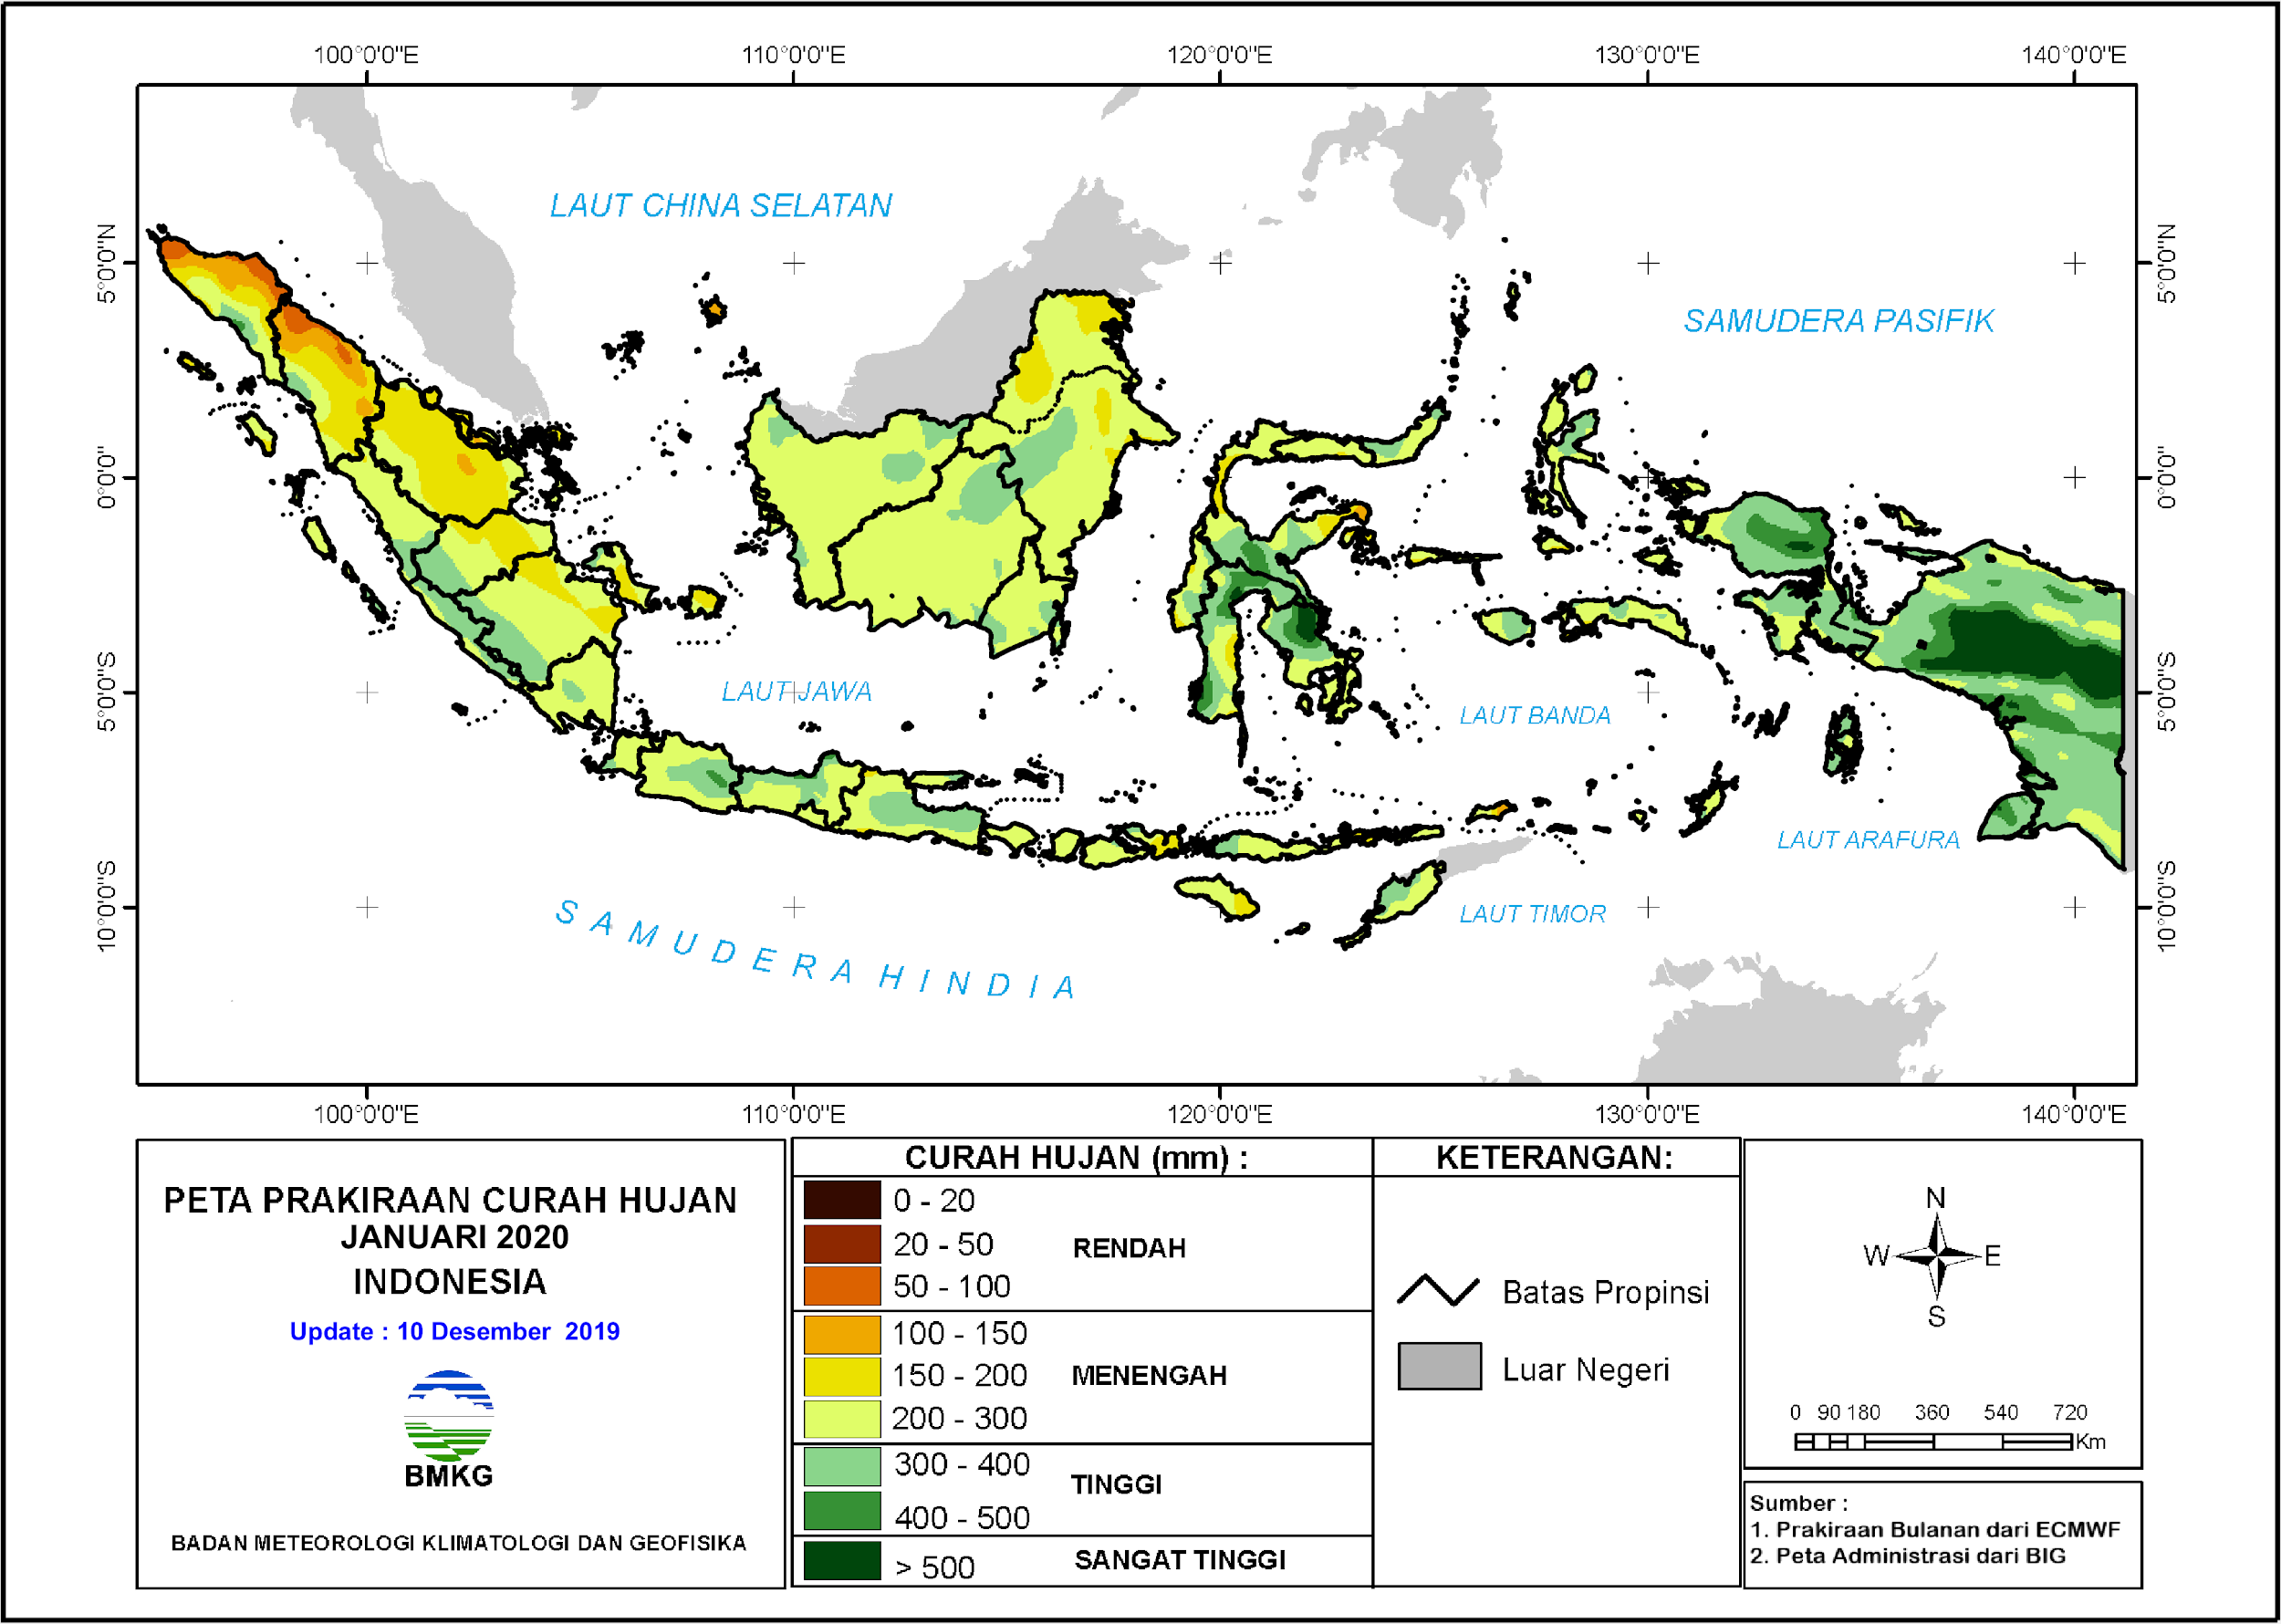 100°0'0"E 110°0'0"E 120°0'0"E 130°0'0"E 140°0'0"E
LAUT CHINA SELATAN
5°0'0"N 5°0'0"N
SAMUDERA PASIFIK
0°0'0" 0°0'0"
5°0'0"S 5°0'0"S
LAUT JAWA
LAUT BANDA
LAUT ARAFURA
10°0'0"S 10°0'0"S
LAUT TIMOR
SAMUDERA HINDIA
100°0'0"E 110°0'0"E 120°0'0"E 130°0'0"E 140°0'0"E
PETA PRAKIRAAN CURAH HUJAN
JANUARI 2020
INDONESIA
Update : 10 Desember 2019
BMKG
BADAN METEOROLOGI KLIMATOLOGI DAN GEOFISIKA
CURAH HUJAN (mm) :
0 - 20
20 - 50
RENDAH
50 - 100
100 - 150
150 - 200
MENENGAH
200 - 300
300 - 400
TINGGI
400 - 500
> 500
SANGAT TINGGI
KETERANGAN:
Batas Propinsi
Luar Negeri
N
W E
S
0 90 180 360 540 720
Km
Sumber :
1. Prakiraan Bulanan dari ECMWF
2. Peta Administrasi dari BIG